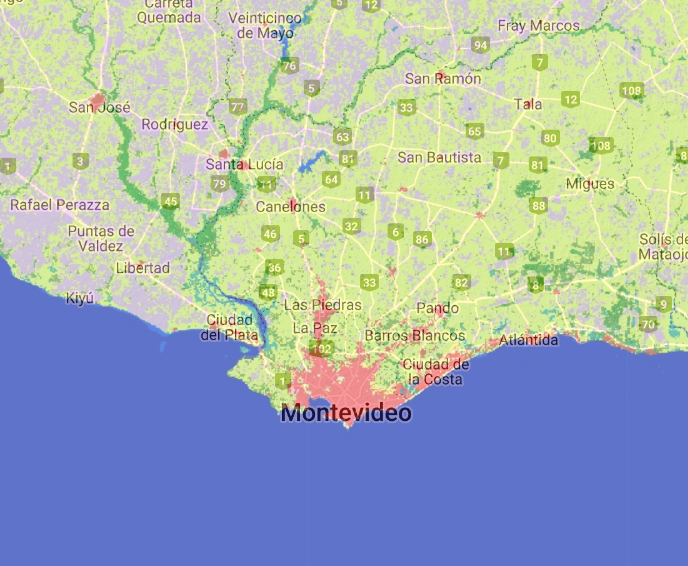 5
12
Carreta
Quemada
Veinticinco
de Mayo
Fray Marcos
94
7
76
San Ramón
5
108
San José
77
33
Tala
12
Rodriguez
63
65
80
108
81
San Bautista
7
81
8
1
3
Santa Lucía
79
11
64
Migues
11
Rafael Perazza
45
Canelones
88
32
Puntas de
Valdez
46
5
6
86
Solís de
Mataojo
11
Libertad
36
33
82
8
Kiyú
48
Las Piedras
Pando
9
Ciudad
del Plata
La Paz
Barros Blancos
70
Atlántida
102
Ciudad de
la Costa
1
Montevideo